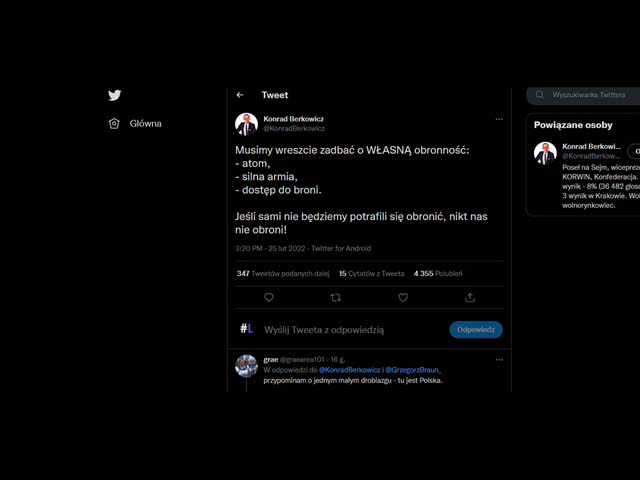 Tweet
Wyszukiwarka Twittera
Główna
Konrad Berkowicz
@KonradBerkowicz
Musimy wreszcie zadbać o WŁASNĄ obronność:
- atom,
- silna armia,
- dostęp do broni.
Jeśli sami nie będziemy potrafili się obronić, nikt nas
nie obroni!
3:20 PM · 25 lut 2022 · Twitter for Android
347 Tweetów podanych dalej 15 Cytatów z Tweeta 4 355 Polubień
#L Wyślij Tweeta z odpowiedzią Odpowiedz
grae @graearea101 · 16 g.
W odpowiedzi do @KonradBerkowicz i @GrzegorzBraun_
przypominam o jednym małym drobiazgu - tu jest Polska.
Powiązane osoby
Konrad Berkowi...
@KonradBerkow...
Poseł na Sejm, wiceprez
KORWiN, Konfederacja.
wynik - 8% (36 482 głos
3 wynik w Krakowie. Wol
wolnorynkowiec.